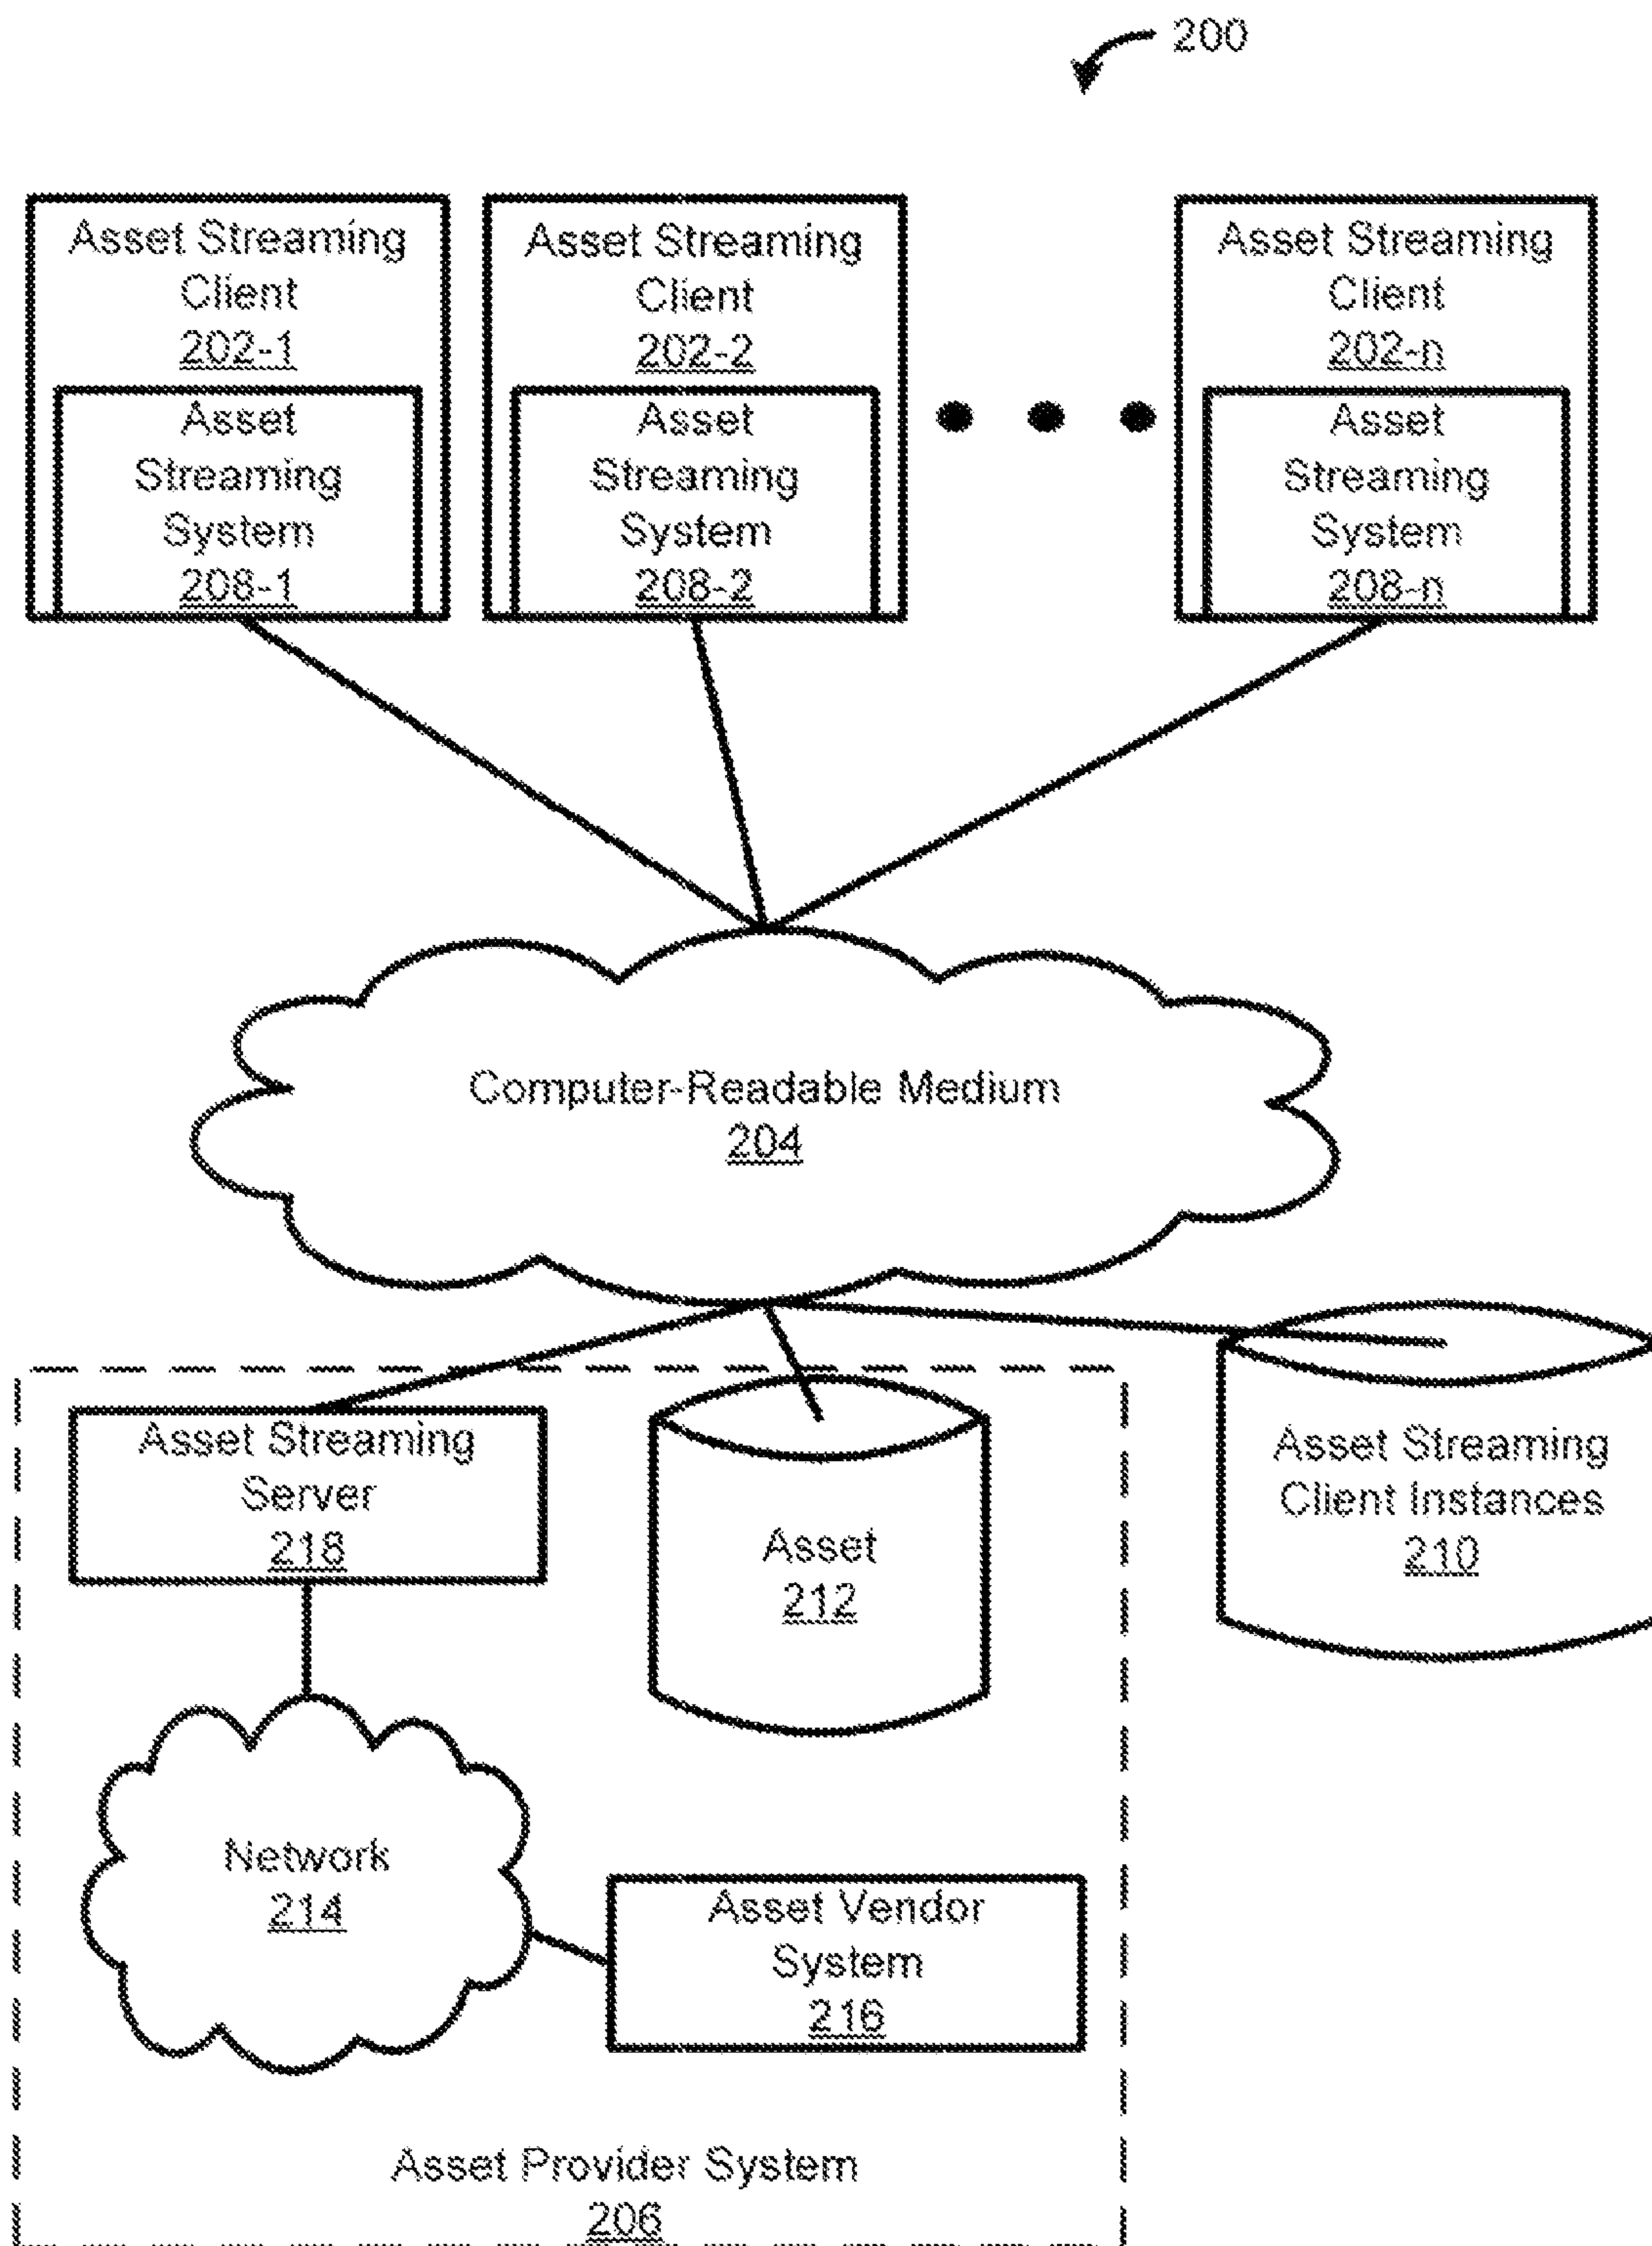 200
Asset Streaming
Client
202-1
Asset
Streaming
System
208-1
Asset Streaming
Client
202-2
Asset
Streaming
System
208-2
Asset Streaming
Client
202-n
Asset
Streaming
System
208-n
Computer-Readable Medium
204
Asset Streaming
Server
218
Asset
212
Asset Streaming
Client Instances
210
Network
214
Asset Vendor
System
216
Asset Provider System
206